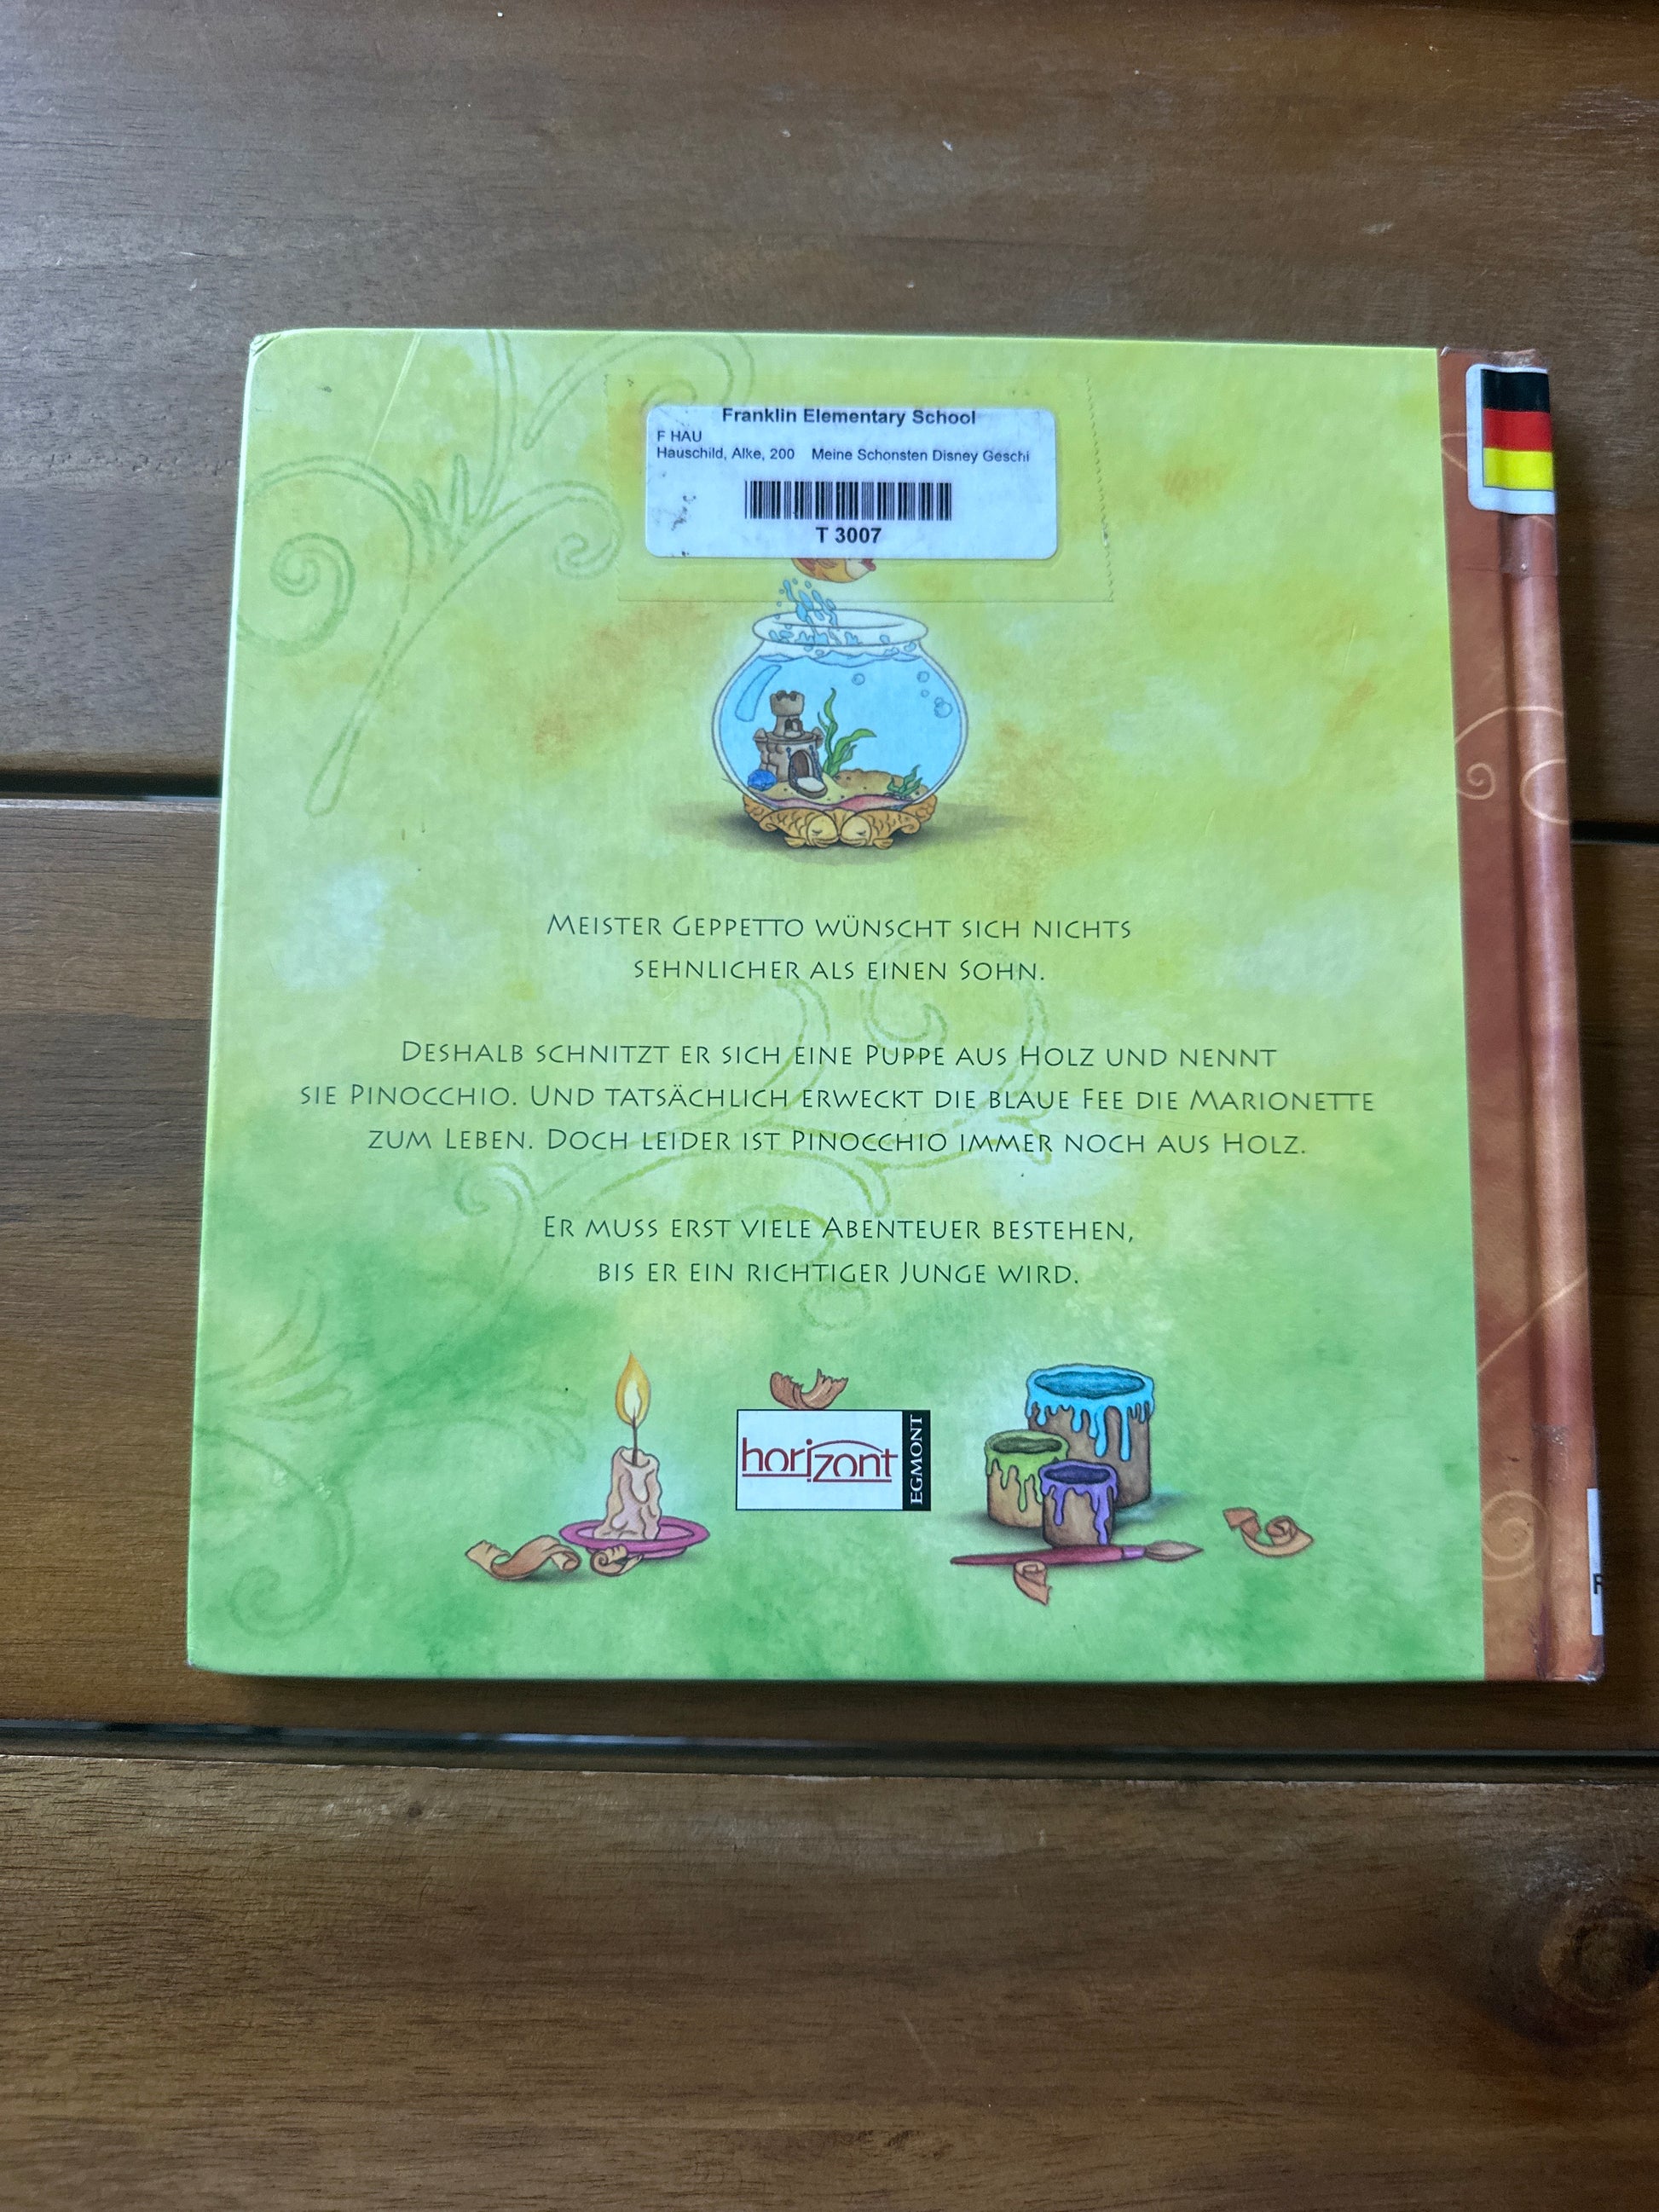 Franklin Elementary School
F HAU
Hauschild, Alke, 200 Meine Schonsten Disney Geschi
T 3007
MEISTER GEPPETTO WÜNSCHT SICH NICHTS
SEHNLICHER ALS EINEN SOHN.
DESHALB SCHNITZT ER SICH EINE PUPPE AUS HOLZ UND NENNT
SIE PINOCCHIO. UND TATSÄCHLICH ERWECKT DIE BLAUE FEE DIE MARIONETTE
ZUM LEBEN. DOCH LEIDER IST PINOCCHIO IMMER NOCH AUS HOLZ.
ER MUSS ERST VIELE ABENTEUER BESTEHEN,
BIS ER EIN RICHTIGER JUNGE WIRD.
horizont
EGMONT